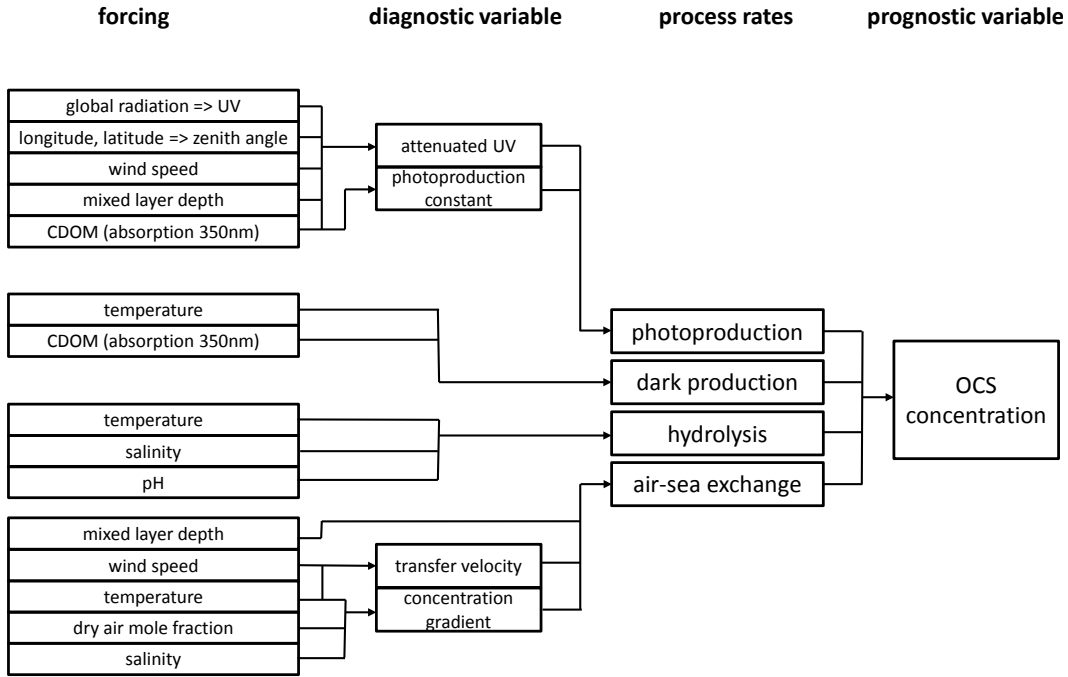 forcing
diagnostic variable
process rates
prognostic variable
global radiation => UV
longitude, latitude => zenith angle
wind speed
mixed layer depth
CDOM (absorption 350nm)
attenuated UV
photoproduction
constant
temperature
CDOM (absorption 350nm)
temperature
salinity
pH
mixed layer depth
wind speed
temperature
dry air mole fraction
salinity
transfer velocity
concentration
gradient
photoproduction
dark production
hydrolysis
air-sea exchange
OCS
concentration